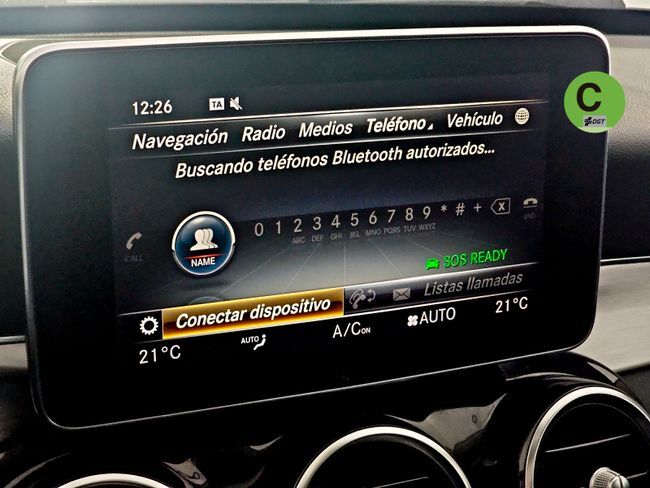 12:26 TA
Navegación Radio Medios Teléfono Vehículo
Buscando teléfonos Bluetooth autorizados...
0 1 2 3 4 5 6 7 8 9 * # +
ABC DEF GHI JKL MNO PQRS TUV WXYZ
CALL
END
NAME
SOS READY
Conectar dispositivo Listas llamadas
21°C AUTO A/C ON AUTO 21°C
C
DGT